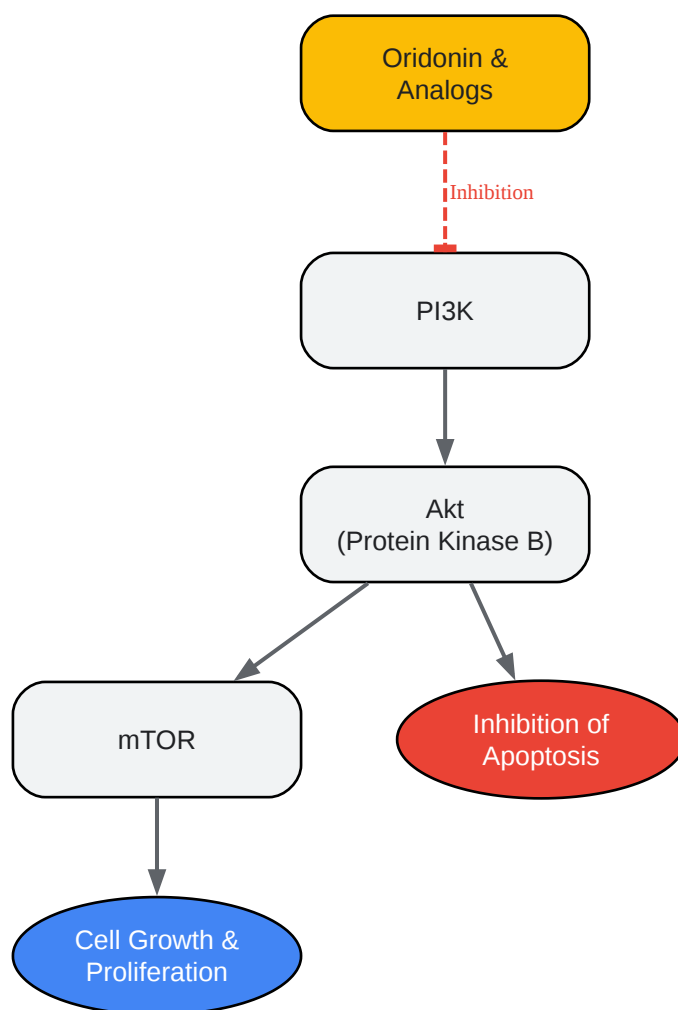 Oridonin &
Analogs
Inhibition
PI3K
Akt
(Protein Kinase B)
mTOR
Inhibition of
Apoptosis
Cell Growth &
Proliferation